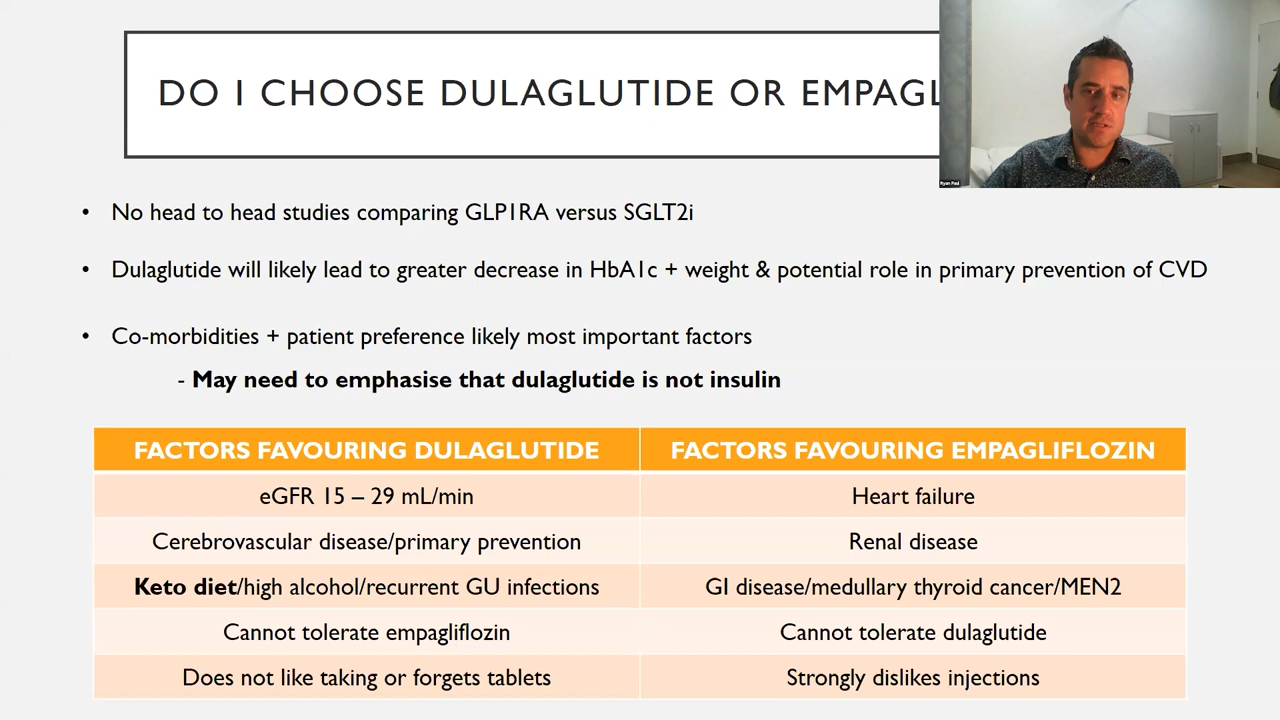 DO I CHOOSE DULAGLUTIDE OR EMPAGL
• No head to head studies comparing GLP1RA versus SGLT2i
• Dulaglutide will likely lead to greater decrease in HbA1c + weight & potential role in primary prevention of CVD
• Co-morbidities + patient preference likely most important factors
- May need to emphasise that dulaglutide is not insulin
FACTORS FAVOURING DULAGLUTIDE FACTORS FAVOURING EMPAGLIFLOZIN
eGFR 15 – 29 mL/min Heart failure
Cerebrovascular disease/primary prevention Renal disease
Keto diet/high alcohol/recurrent GU infections GI disease/medullary thyroid cancer/MEN2
Cannot tolerate empagliflozin Cannot tolerate dulaglutide
Does not like taking or forgets tablets Strongly dislikes injections
Ryan Paul